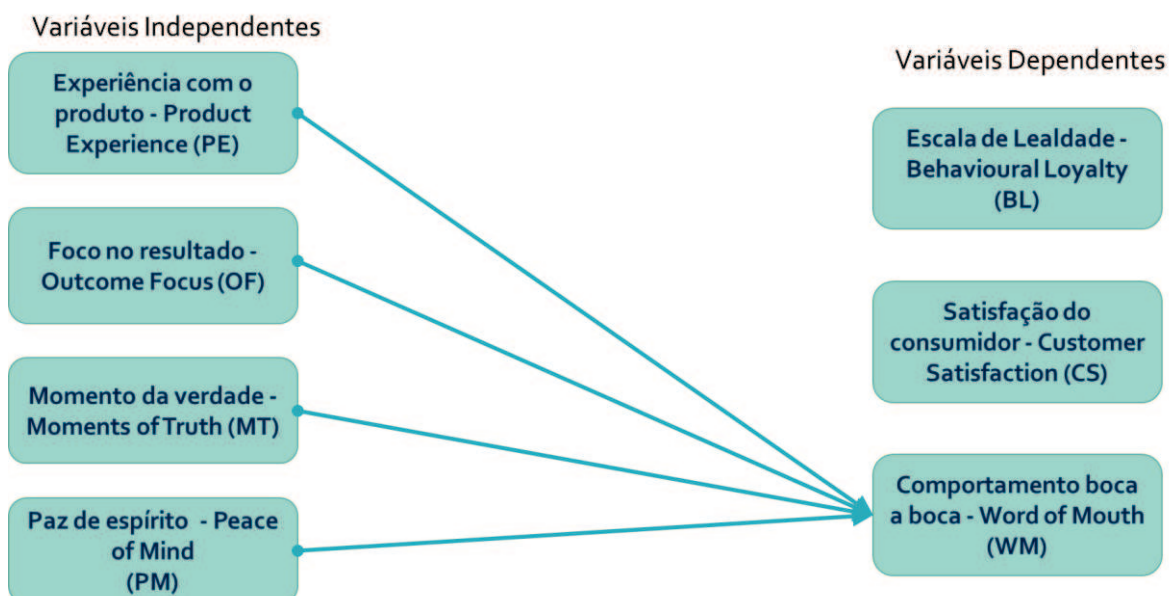 Variáveis Independentes
Experiência com o
produto - Product
Experience (PE)
Foco no resultado -
Outcome Focus (OF)
Momento da verdade -
Moments of Truth (MT)
Paz de espírito - Peace
of Mind
(PM)
Variáveis Dependentes
Escala de Lealdade -
Behavioural Loyalty
(BL)
Satisfação do
consumidor - Customer
Satisfaction (CS)
Comportamento boca
a boca - Word of Mouth
(WM)